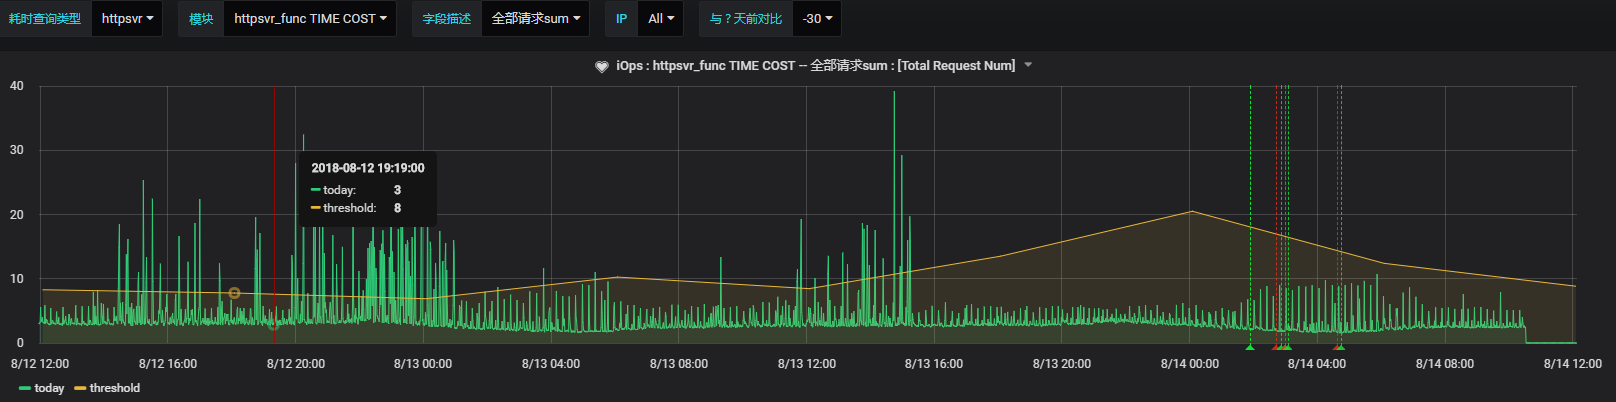 耗时查询类型 httpsvr 模块 httpsvr_func TIME COST 字段描述 全部请求sum IP All 与？天前对比 -30
iOps : httpsvr_func TIME COST -- 全部请求sum : [Total Request Num]
40
30
20
10
0
2018-08-12 19:19:00
today: 3
threshold: 8
8/12 12:00 8/12 16:00 8/12 20:00 8/13 00:00 8/13 04:00 8/13 08:00 8/13 12:00 8/13 16:00 8/13 20:00 8/14 00:00 8/14 04:00 8/14 08:00 8/14 12:00
today threshold